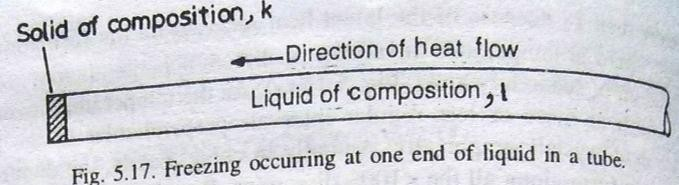 Solid of composition, k
Direction of heat flow
Liquid of composition, l
Fig. 5.17. Freezing occurring at one end of liquid in a tube.